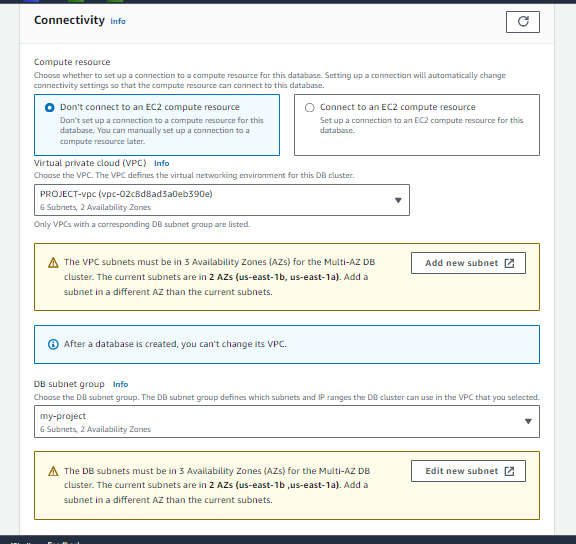 Connectivity Info
Compute resource
Choose whether to set up a connection to a compute resource for this database. Setting up a connection will automatically change
connectivity settings so that the compute resource can connect to this database.
Don't connect to an EC2 compute resource
Don't set up a connection to a compute resource for this
database. You can manually set up a connection to a
compute resource later.
Connect to an EC2 compute resource
Set up a connection to an EC2 compute resource for this
database.
Virtual private cloud (VPC) Info
Choose the VPC. The VPC defines the virtual networking environment for this DB cluster.
PROJECT-vpc (vpc-02c8d8ad3a0eb390e)
6 Subnets, 2 Availability Zones
Only VPCs with a corresponding DB subnet group are listed.
The VPC subnets must be in 3 Availability Zones (AZs) for the Multi-AZ DB
cluster. The current subnets are in 2 AZs (us-east-1b, us-east-1a). Add a
subnet in a different AZ than the current subnets.
Add new subnet
After a database is created, you can't change its VPC.
DB subnet group Info
Choose the DB subnet group. The DB subnet group defines which subnets and IP ranges the DB cluster can use in the VPC that you selected.
my-project
6 Subnets, 2 Availability Zones
The DB subnets must be in 3 Availability Zones (AZs) for the Multi-AZ DB
cluster. The current subnets are in 2 AZs (us-east-1b ,us-east-1a). Add a
subnet in a different AZ than the current subnets.
Edit new subnet